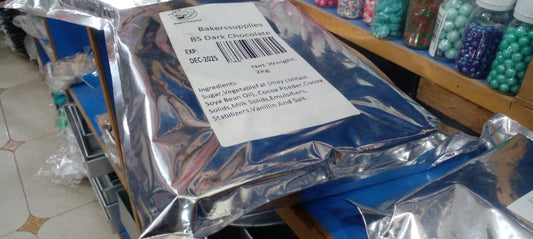 Bakerssupplies
BS Dark Chocolate
EXP:
DEC-2025
Net Weight:
2kg
Ingredients:
Sugar,VegetableFat (may contain
Soya Bean Oil), Cocoa Powder,Cocoa
Solids,Milk Solids,Emulsifiers,
Stabilizers,Vanillin And Salt.